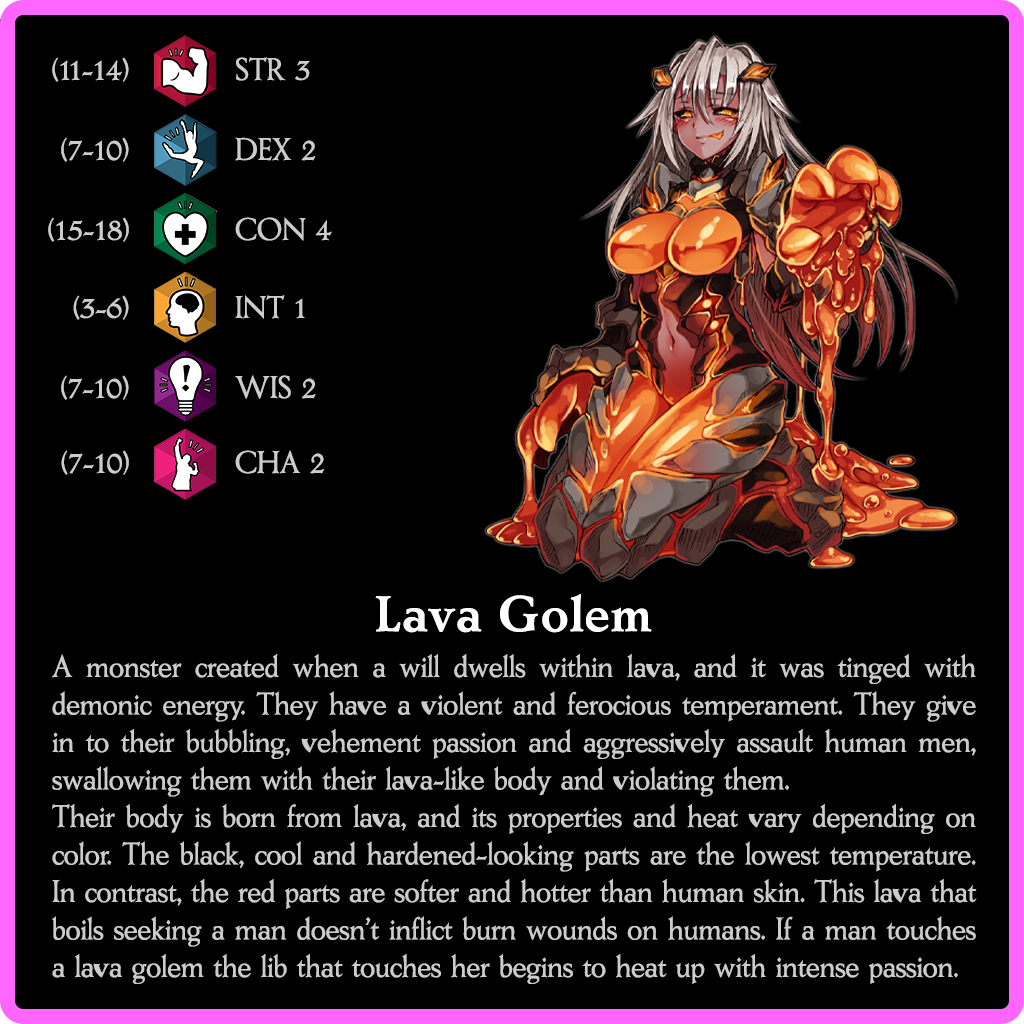 (11-14) STR 3
(7-10) DEX 2
(15-18) CON 4
(3-6) INT 1
(7-10) WIS 2
(7-10) CHA 2
Lava Golem
A monster created when a will dwells within lava, and it was tinged with
demonic energy. They have a violent and ferocious temperament. They give
in to their bubbling, vehement passion and aggressively assault human men,
swallowing them with their lava-like body and violating them.
Their body is born from lava, and its properties and heat vary depending on
color. The black, cool and hardened-looking parts are the lowest temperature.
In contrast, the red parts are softer and hotter than human skin. This lava that
boils seeking a man doesn't inflict burn wounds on humans. If a man touches
a lava golem the lib that touches her begins to heat up with intense passion.